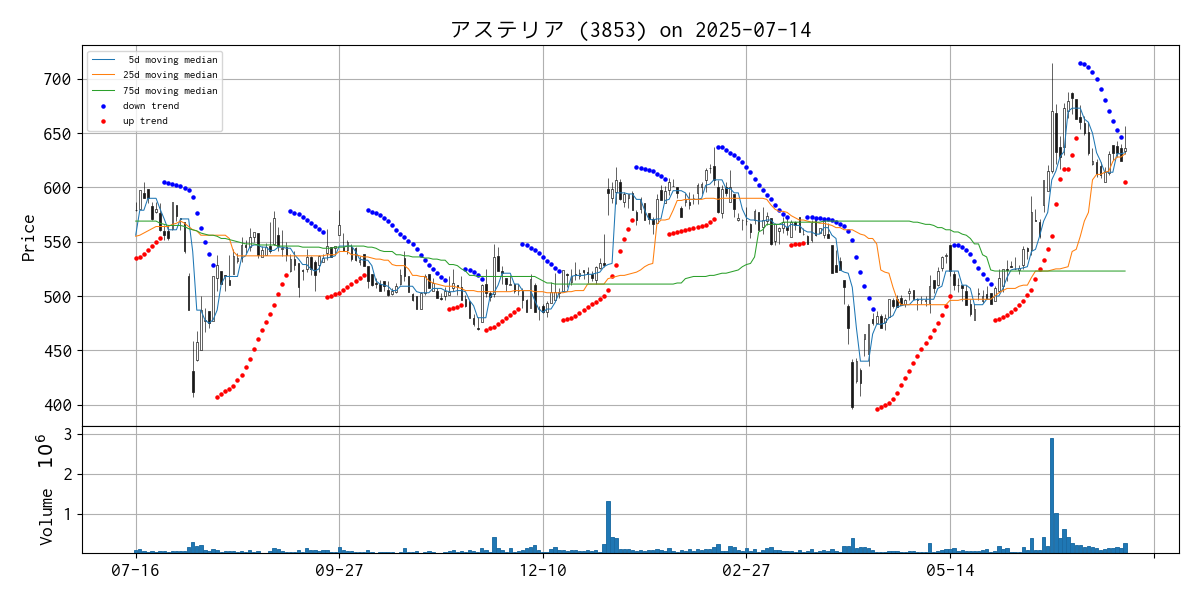 アステリア (3853) on 2025-07-14
5d moving median
25d moving median
75d moving median
down trend
up trend
Price
700
650
600
550
500
450
400
Volume 10^6
3
2
1
07-16 09-27 12-10 02-27 05-14